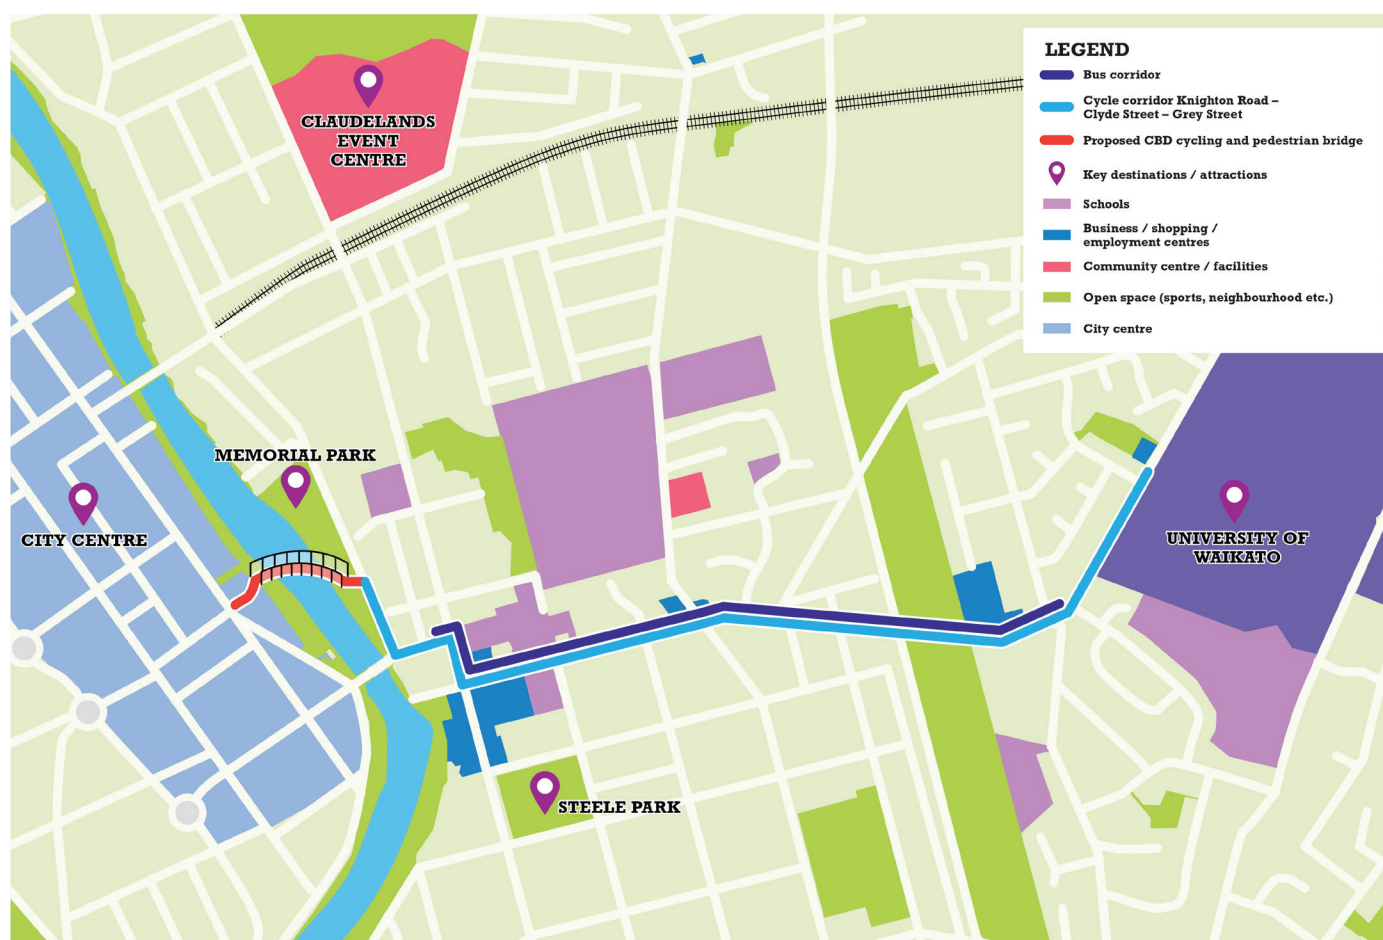 LEGEND
Bus corridor
Cycle corridor Knighton Road –
Clyde Street – Grey Street
Proposed CBD cycling and pedestrian bridge
Key destinations / attractions
Schools
Business / shopping /
employment centres
Community centre / facilities
Open space (sports, neighbourhood etc.)
City centre
CLAUDELANDS
EVENT
CENTRE
MEMORIAL PARK
CITY CENTRE
UNIVERSITY OF
WAIKATO
STEELE PARK